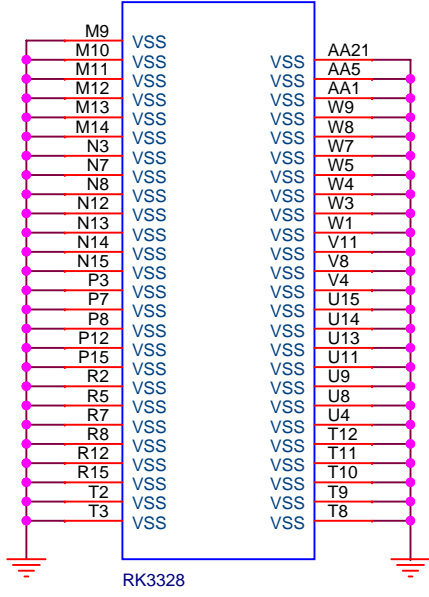 M9 VSS
M10 VSS VSS AA21
M11 VSS VSS AA5
M12 VSS VSS AA1
M13 VSS VSS W9
M14 VSS VSS W8
N3 VSS VSS W7
N7 VSS VSS W5
N8 VSS VSS W4
N12 VSS VSS W3
N13 VSS VSS W1
N14 VSS VSS V11
N15 VSS VSS V8
P3 VSS VSS V4
P7 VSS VSS U15
P8 VSS VSS U14
P12 VSS VSS U13
P15 VSS VSS U11
R2 VSS VSS U9
R5 VSS VSS U8
R7 VSS VSS U4
R8 VSS VSS T12
R12 VSS VSS T11
R15 VSS VSS T10
T2 VSS VSS T9
T3 VSS VSS T8
RK3328